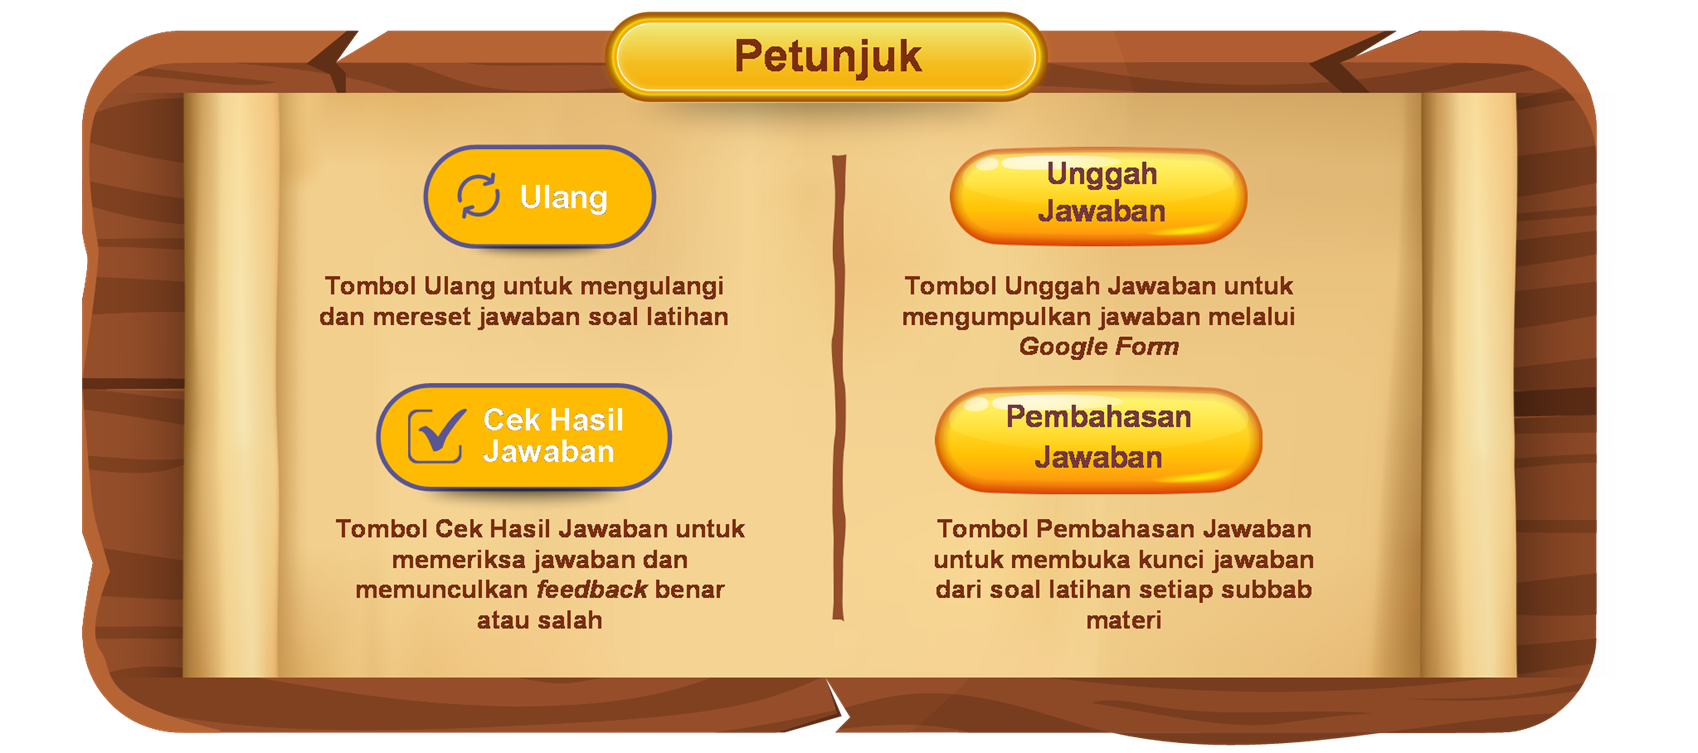 Petunjuk
Ulang
Tombol Ulang untuk mengulangi
dan mereset jawaban soal latihan
Cek Hasil
Jawaban
Tombol Cek Hasil Jawaban untuk
memeriksa jawaban dan
memunculkan feedback benar
atau salah
Unggah
Jawaban
Tombol Unggah Jawaban untuk
mengumpulkan jawaban melalui
Google Form
Pembahasan
Jawaban
Tombol Pembahasan Jawaban
untuk membuka kunci jawaban
dari soal latihan setiap subbab
materi